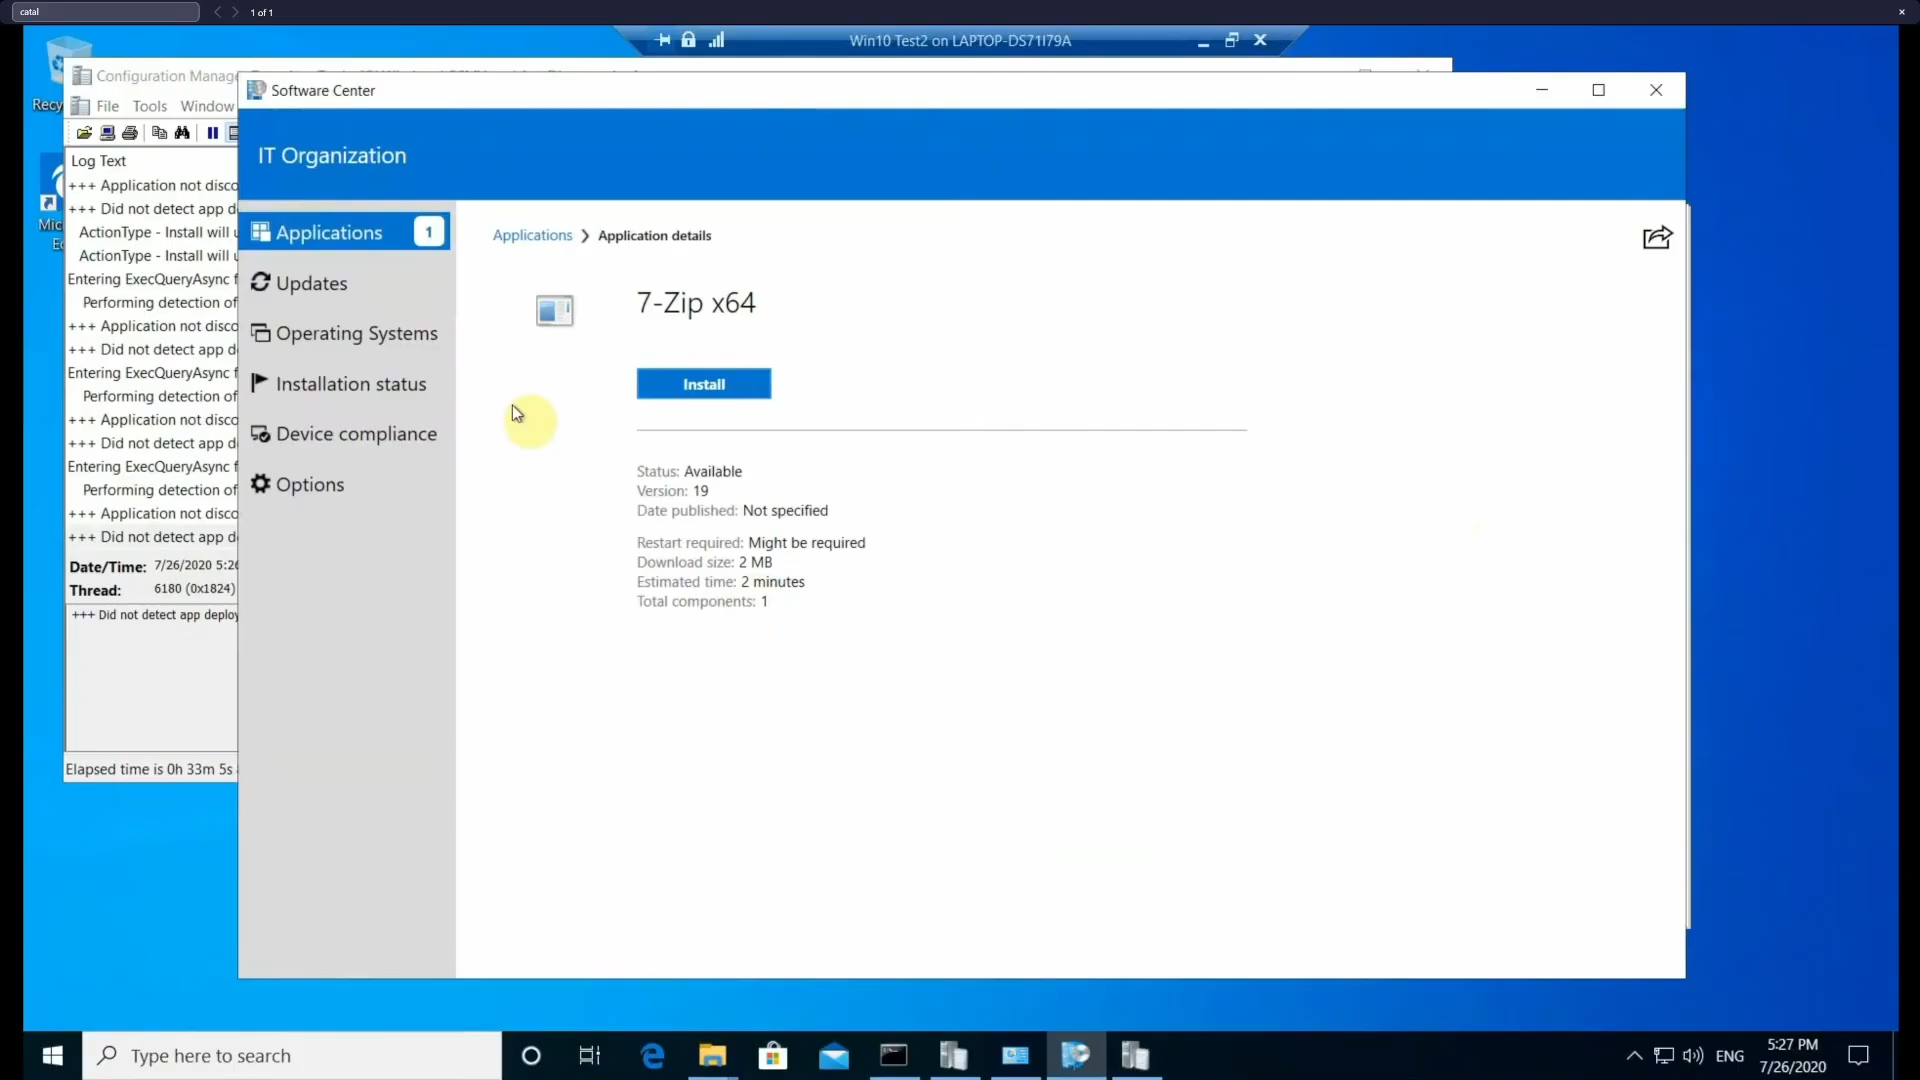 catal
1 of 1
Win10 Test2 on LAPTOP-DS71I79A
Recy
Configuration Manage
Software Center
File Tools Window
IT Organization
Log Text
+++ Application not disco
+++ Did not detect app d
ActionType - Install will u
ActionType - Install will u
Entering ExecQueryAsync f
Performing detection of
+++ Application not disco
+++ Did not detect app d
Entering ExecQueryAsync f
Performing detection of
+++ Application not disco
+++ Did not detect app d
Entering ExecQueryAsync f
Performing detection of
+++ Application not disco
+++ Did not detect app d
Date/Time: 7/26/2020 5:26
Thread: 6180 (0x1824)
+++ Did not detect app deploy
Elapsed time is 0h 33m 5s
Mic
Ec
Applications 1
Updates
Operating Systems
Installation status
Device compliance
Options
Applications > Application details
7-Zip x64
Install
Status: Available
Version: 19
Date published: Not specified
Restart required: Might be required
Download size: 2 MB
Estimated time: 2 minutes
Total components: 1
Type here to search
ENG
5:27 PM
7/26/2020